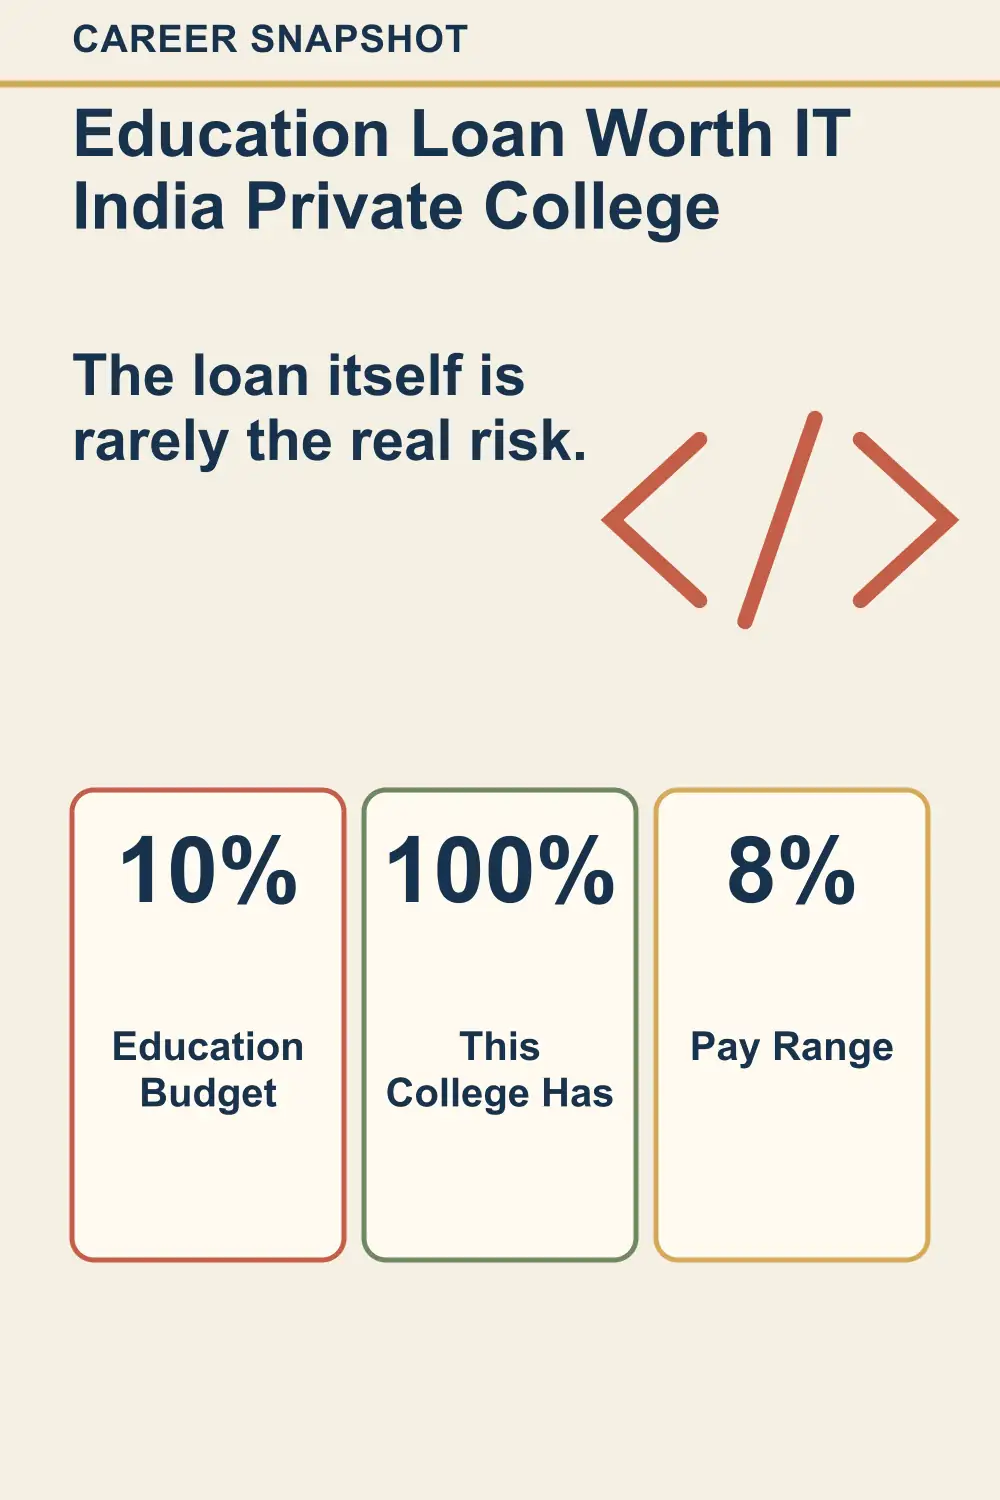 CAREER SNAPSHOT
Education Loan Worth IT
India Private College
The loan itself is
rarely the real risk.
</>
10%
Education
Budget
100%
This
College Has
8%
Pay Range